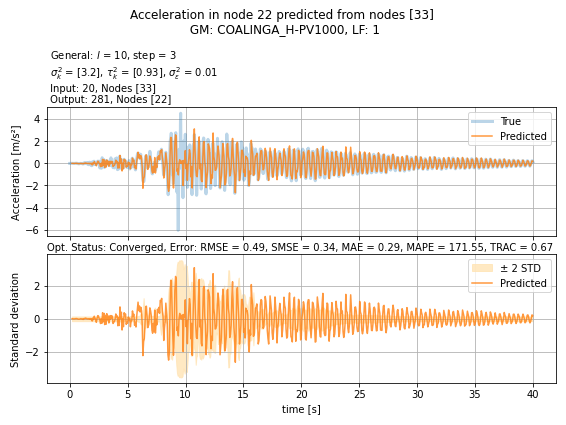 Acceleration in node 22 predicted from nodes [33]
GM: COALINGA_H-PV1000, LF: 1
General: l = 10, step = 3
σ²ₖ = [3.2], τ²ₖ = [0.93], σ²ε = 0.01
Input: 20, Nodes [33]
Output: 281, Nodes [22]
Acceleration [m/s²]
4
2
0
−2
−4
−6
True
Predicted
Opt. Status: Converged, Error: RMSE = 0.49, SMSE = 0.34, MAE = 0.29, MAPE = 171.55, TRAC = 0.67
Standard deviation
2
0
−2
± 2 STD
Predicted
0 5 10 15 20 25 30 35 40
time [s]